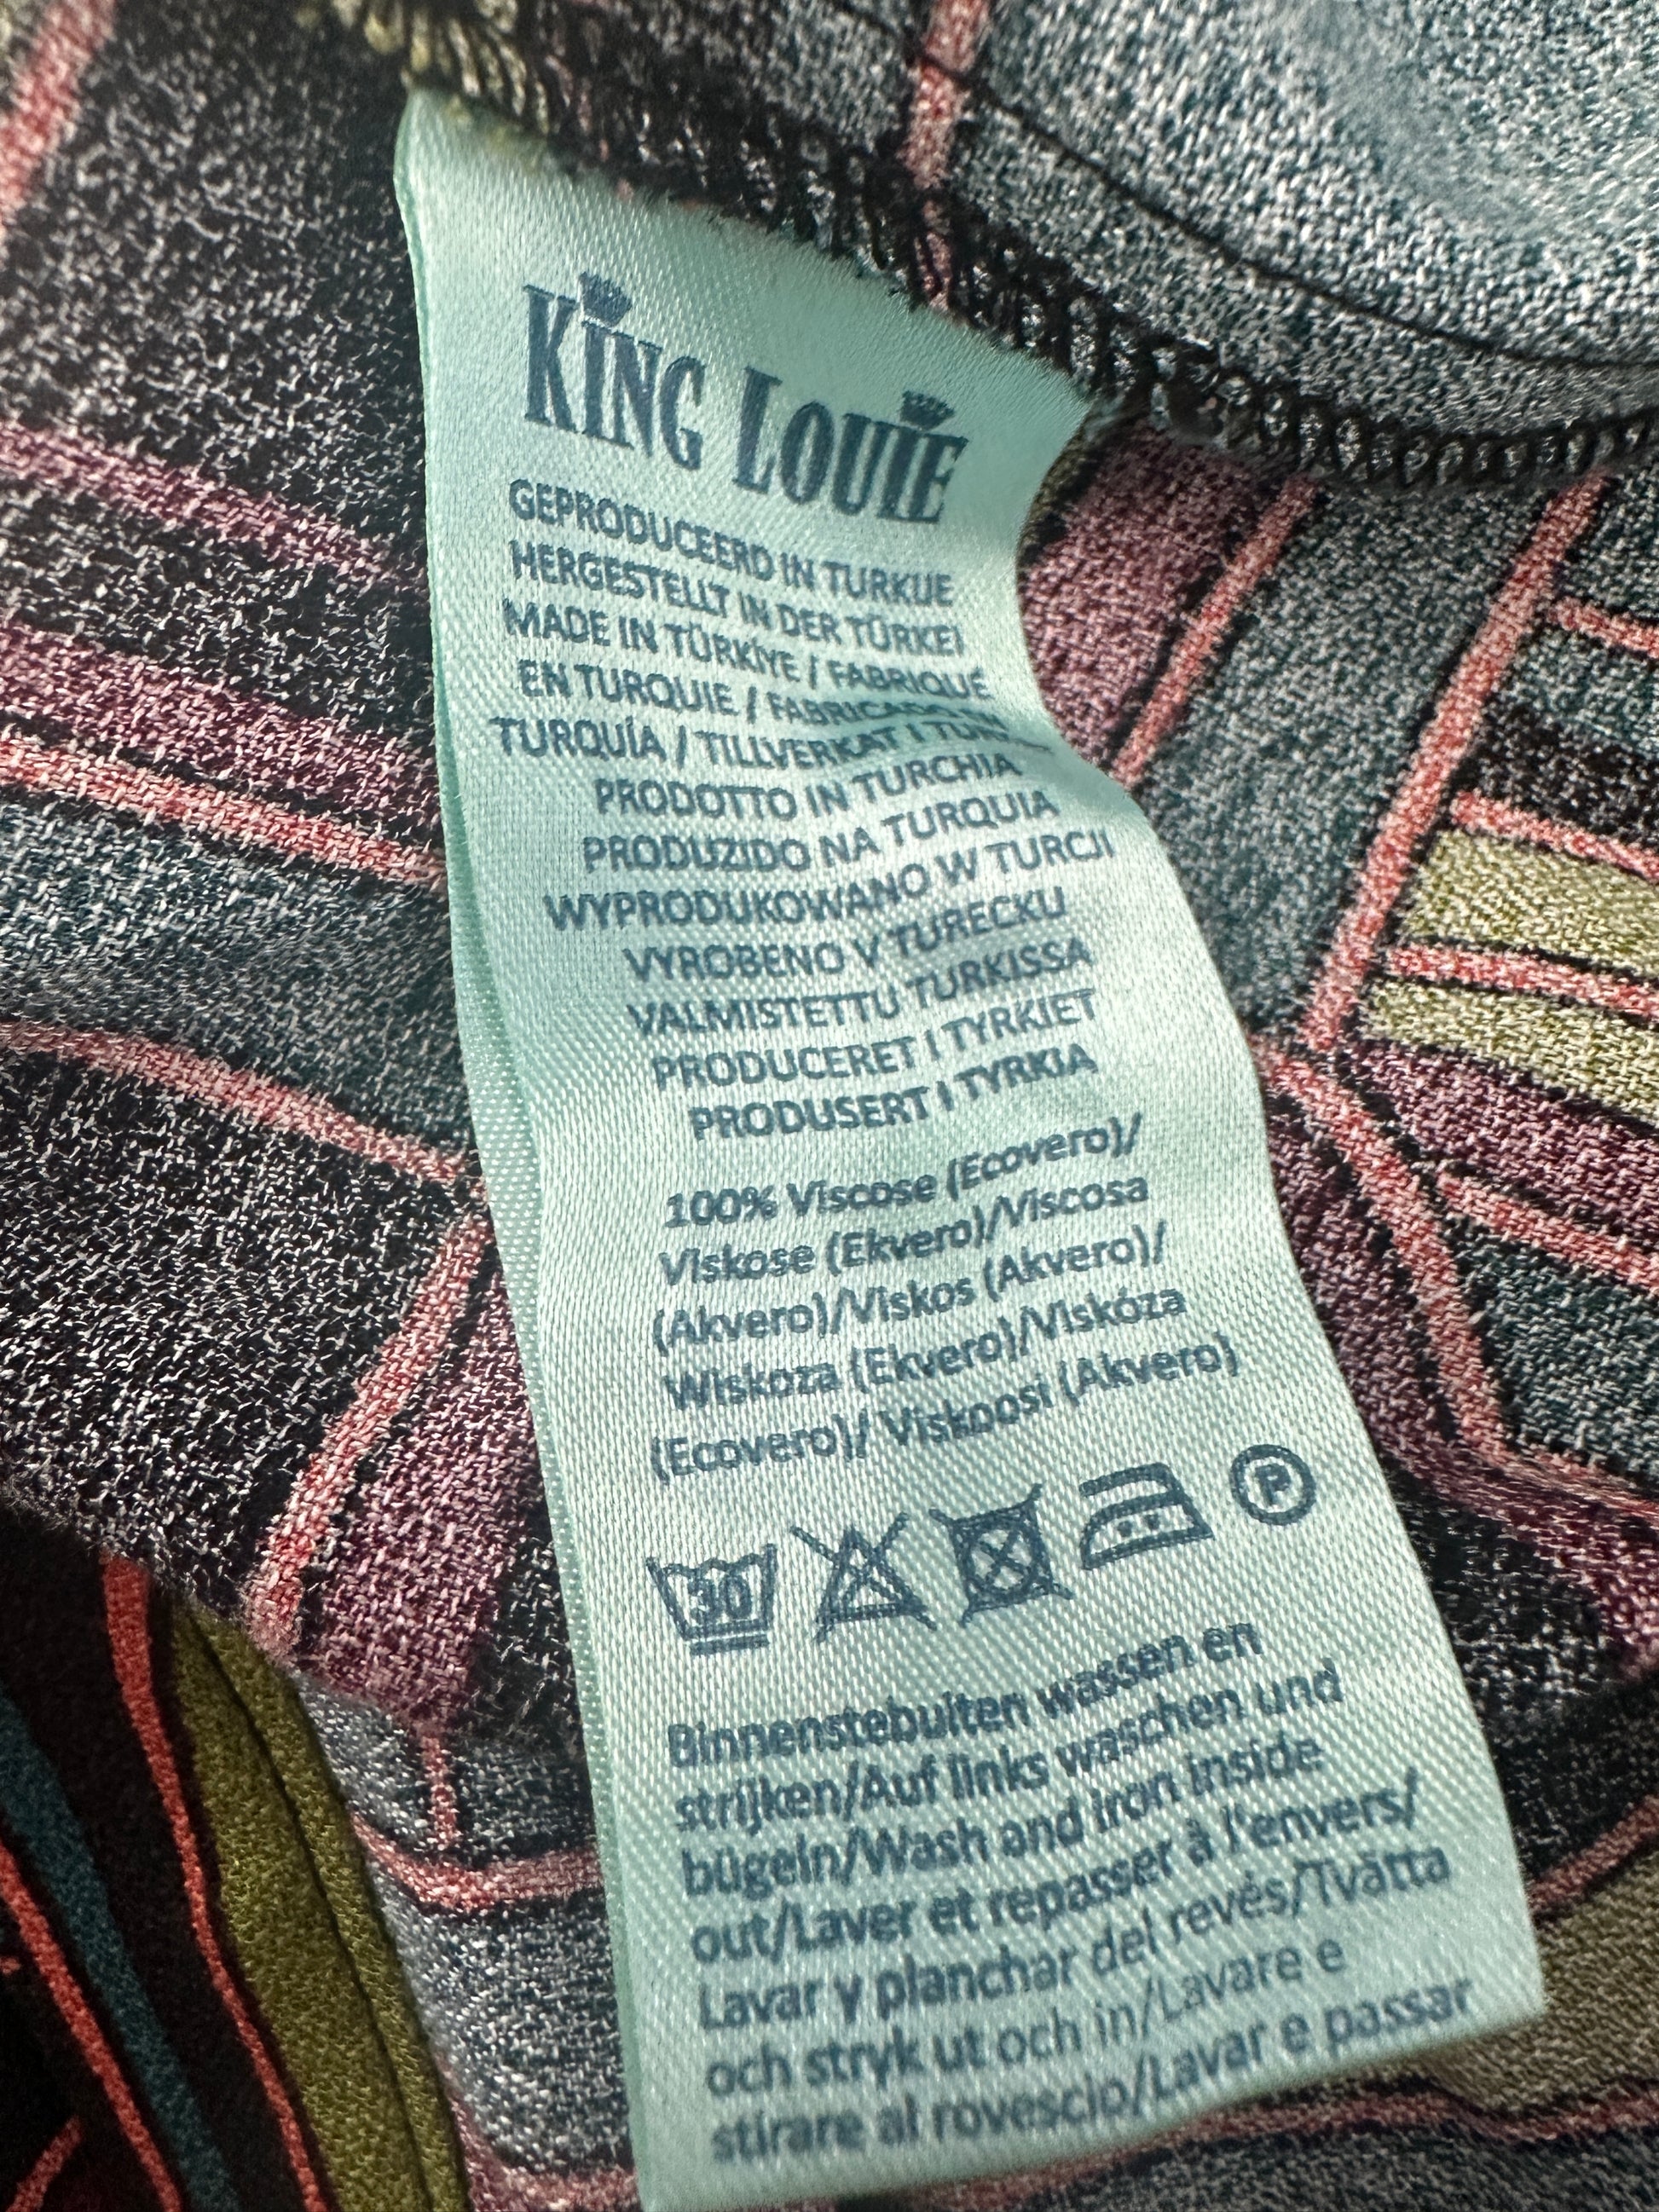 KING LOUIE
GEPRODUCEERD IN TURKIJE
HERGESTELLT IN DER TÜRKEI
MADE IN TÜRKİYE / FABRIQUÉ
EN TURQUIE / FABRICADO IN
TURQUÍA / TILLVERKAT I
PRODOTTO IN TURCHIA
PRODUZIDO NA TURQUIA
WYPRODUKOWANO W TURCJI
VYROBENO V TURECKU
VALMISTETTU TURKISSA
PRODUCERET I TYRKIET
PRODUSERT I TYRKIA
100% Viscose (Ecovero)/
Viskose (Ekvero)/Viscosa
(Akvero)/Viskos (Akvero)/
Wiskoza (Ekvero)/Viskóza
(Ecovero)/ Viskoosi (Akvero)
30 P
Binnenstebuiten wassen en
strijken/Auf links waschen und
bügeln/Wash and iron inside
out/Laver et repasser à l'envers/
Lavar y planchar del revés/Tvätta
och stryk ut och in/Lavare e
stirare al rovescio/Lavar e passar